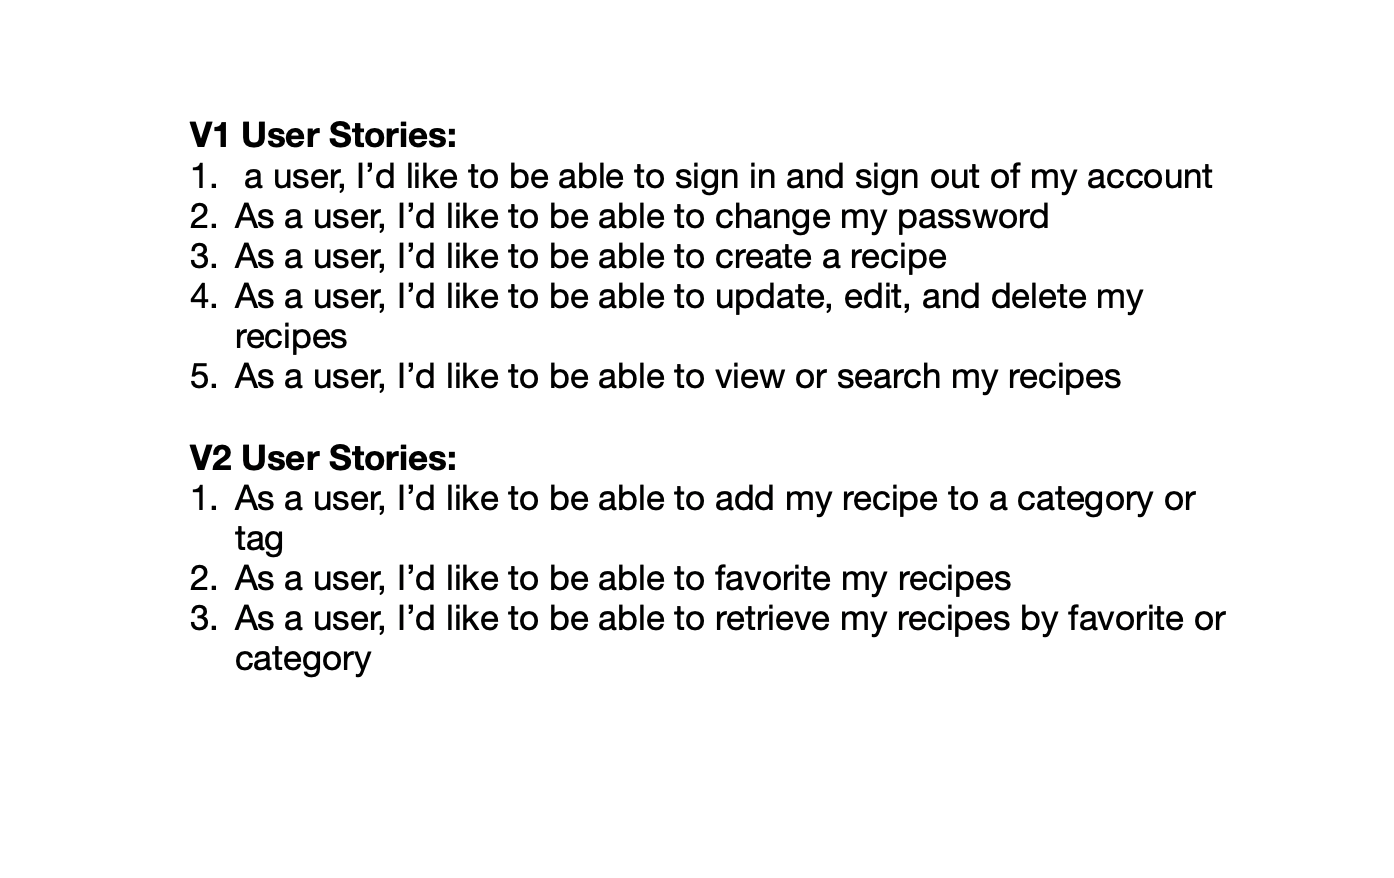 V1 User Stories:
1. a user, I’d like to be able to sign in and sign out of my account
2. As a user, I’d like to be able to change my password
3. As a user, I’d like to be able to create a recipe
4. As a user, I’d like to be able to update, edit, and delete my
recipes
5. As a user, I’d like to be able to view or search my recipes
V2 User Stories:
1. As a user, I’d like to be able to add my recipe to a category or
tag
2. As a user, I’d like to be able to favorite my recipes
3. As a user, I’d like to be able to retrieve my recipes by favorite or
category